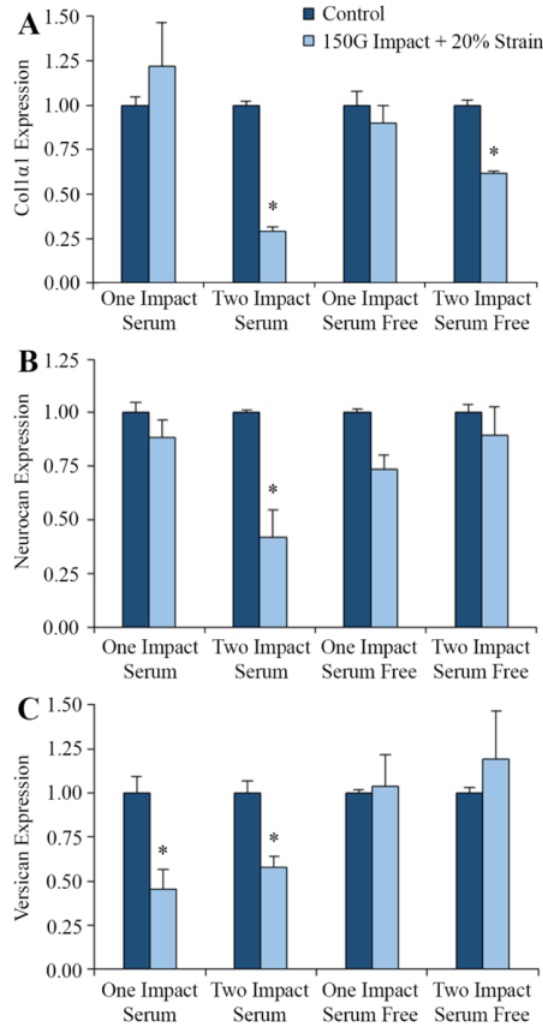 A
1.50
1.25
1.00
0.75
0.50
0.25
0.00
Col1α1 Expression
Control
150G Impact + 20% Strain
*
*
One Impact
Serum
Two Impact
Serum
One Impact
Serum Free
Two Impact
Serum Free
B
1.25
1.00
0.75
0.50
0.25
0.00
Neurocan Expression
*
One Impact
Serum
Two Impact
Serum
One Impact
Serum Free
Two Impact
Serum Free
C
1.50
1.25
1.00
0.75
0.50
0.25
0.00
Versican Expression
*
*
One Impact
Serum
Two Impact
Serum
One Impact
Serum Free
Two Impact
Serum Free